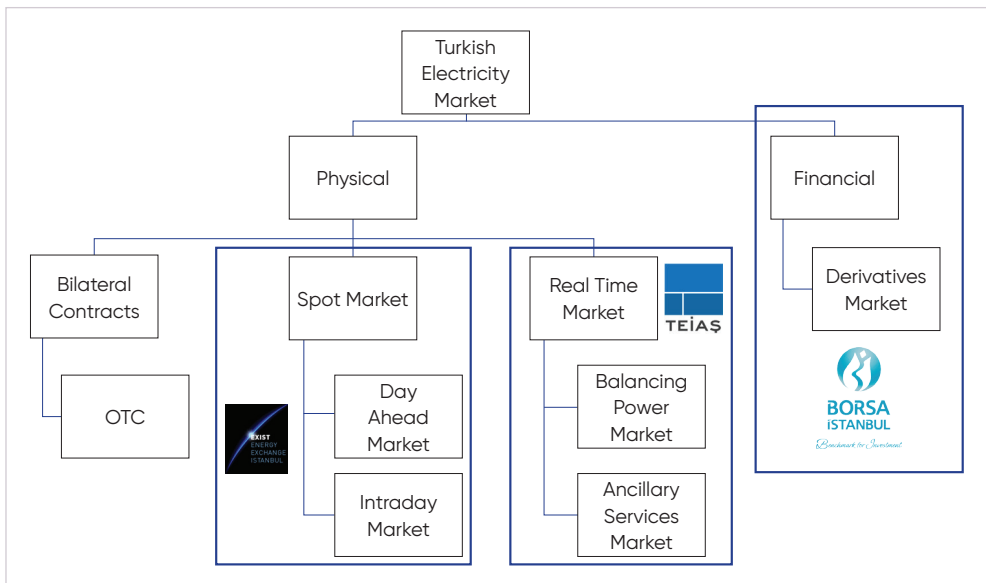 Turkish
Electricity
Market
Physical
Financial
Bilateral
Contracts
Spot Market
Real Time
Market
TEİAŞ
Derivatives
Market
OTC
Day
Ahead
Market
Balancing
Power
Market
BORSA
İSTANBUL
Benchmark for Investment
EXIST
ENERGY
EXCHANGE
ISTANBUL
Intraday
Market
Ancillary
Services
Market